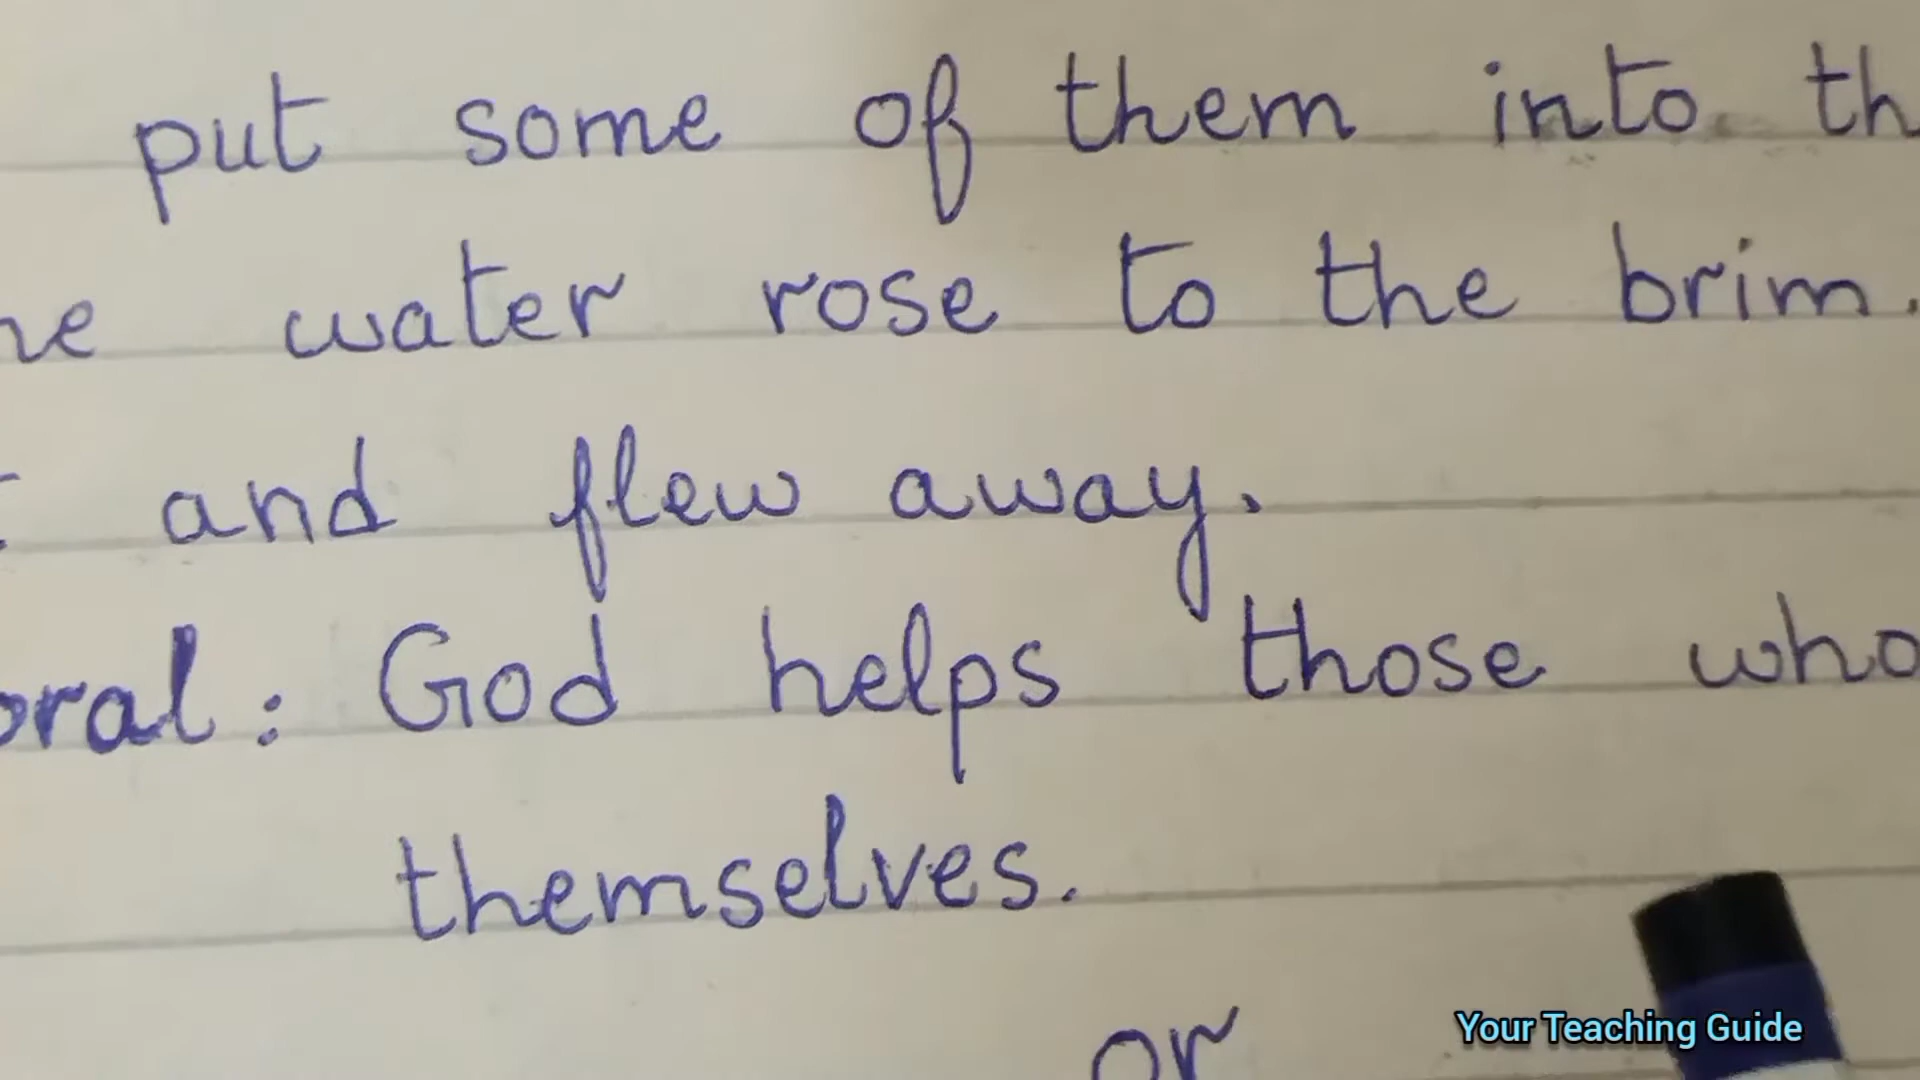 put some of them into th
water rose to the brim.
and flew away.
oral: God helps those who
themselves.
or
Your Teaching Guide